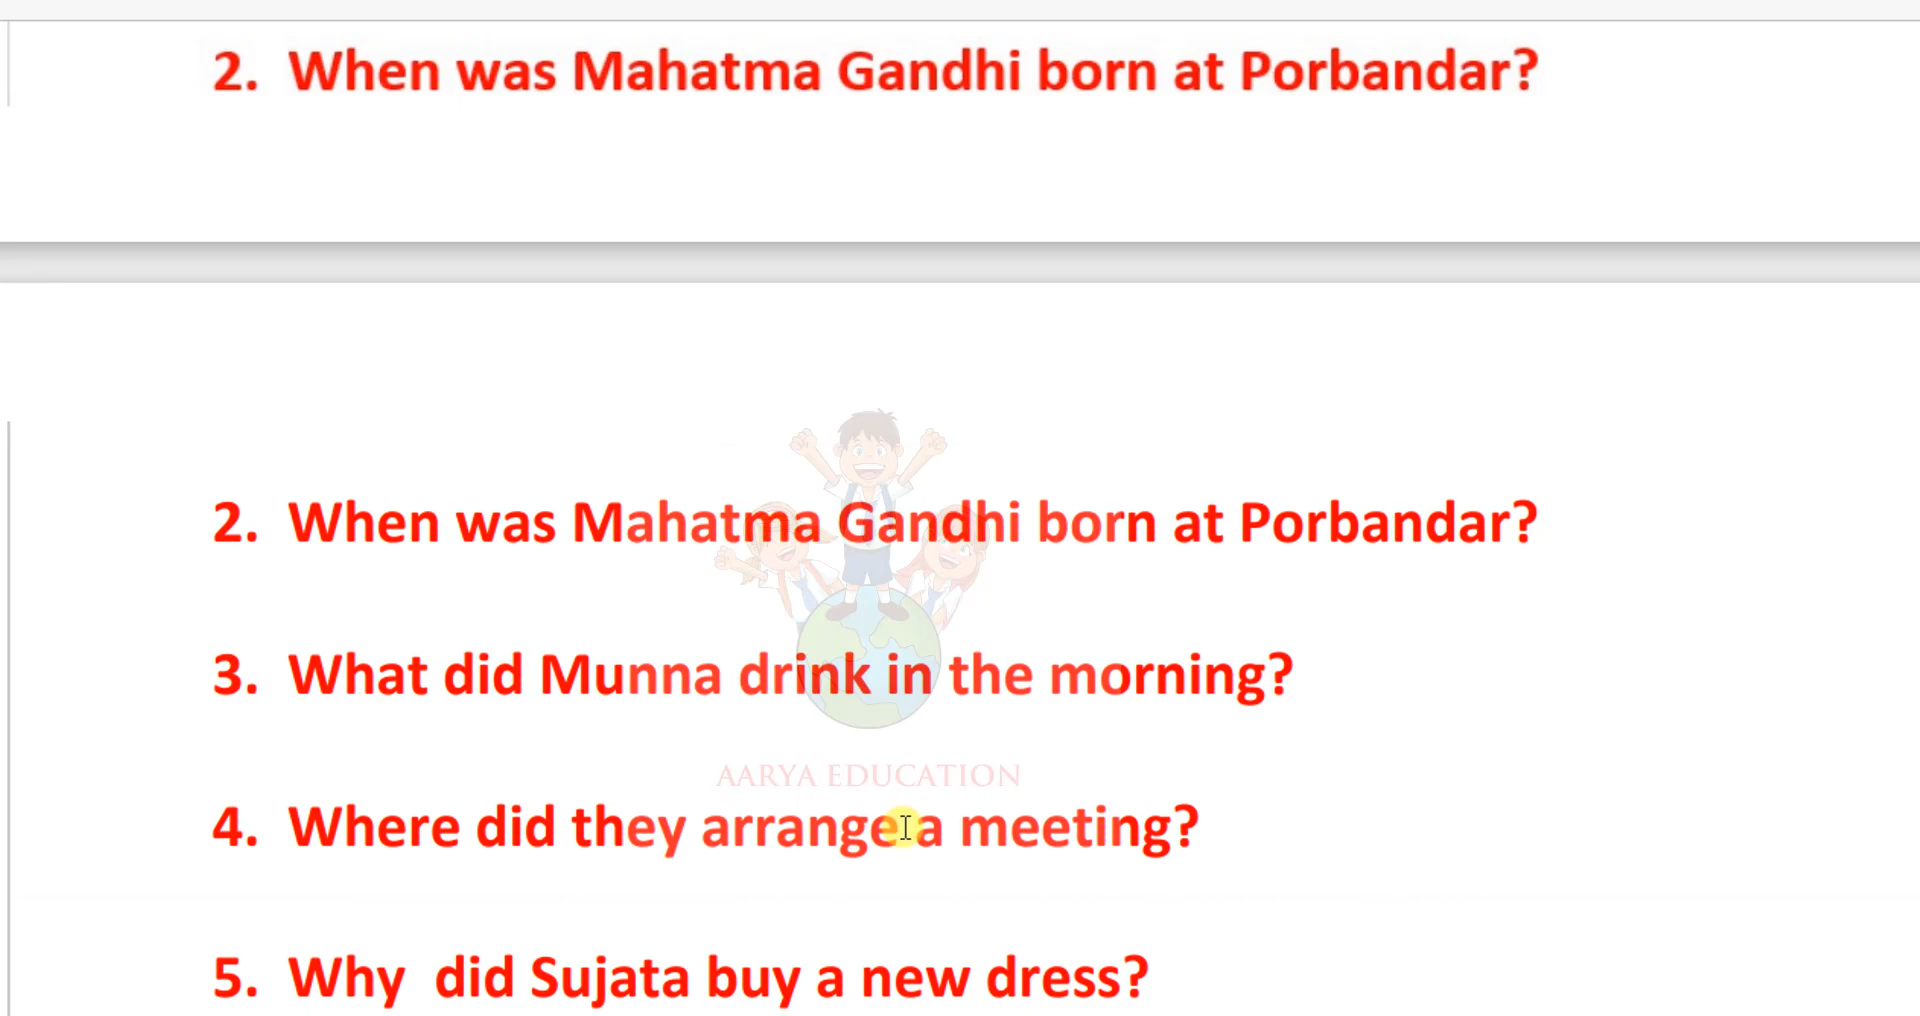 2. When was Mahatma Gandhi born at Porbandar?
2. When was Mahatma Gandhi born at Porbandar?
3. What did Munna drink in the morning?
AARYA EDUCATION
4. Where did they arrange a meeting?
5. Why did Sujata buy a new dress?